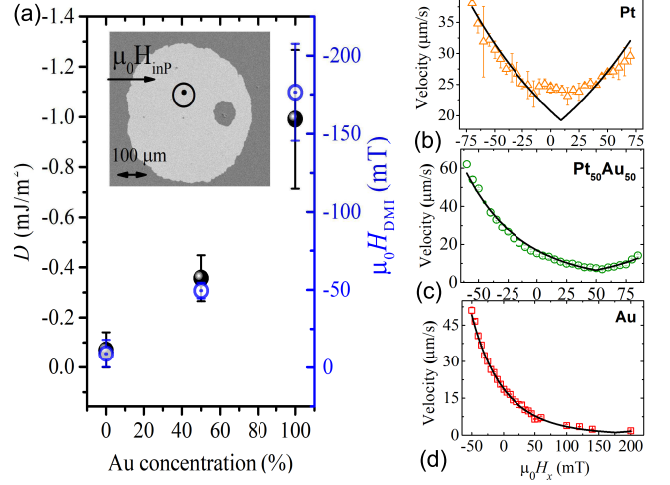 (a)
-1.4
-1.2
-1.0
-0.8
-0.6
-0.4
-0.2
0.0
D (mJ/m²)
0 20 40 60 80 100
Au concentration (%)
-200
-150
-100
-50
0
μ₀H_DMI (mT)
μ₀H_inP
100 μm
Pt
Velocity (μm/s)
35
30
25
20
(b)
-75 -50 -25 0 25 50 75
Pt₅₀Au₅₀
Velocity (μm/s)
60
40
20
0
(c)
-50 -25 0 25 50 75
Au
Velocity (μm/s)
45
30
15
0
(d)
-50 0 50 100 150 200
μ₀Hₓ (mT)